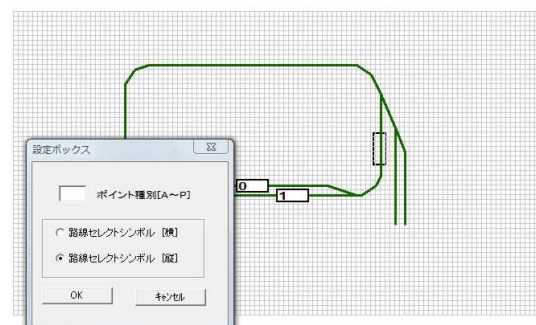 設定ボックス
0
1
ポイント種別[A～P]
路線セレクトシンボル [横]
路線セレクトシンボル [縦]
OK
ｷｬﾝｾﾙ